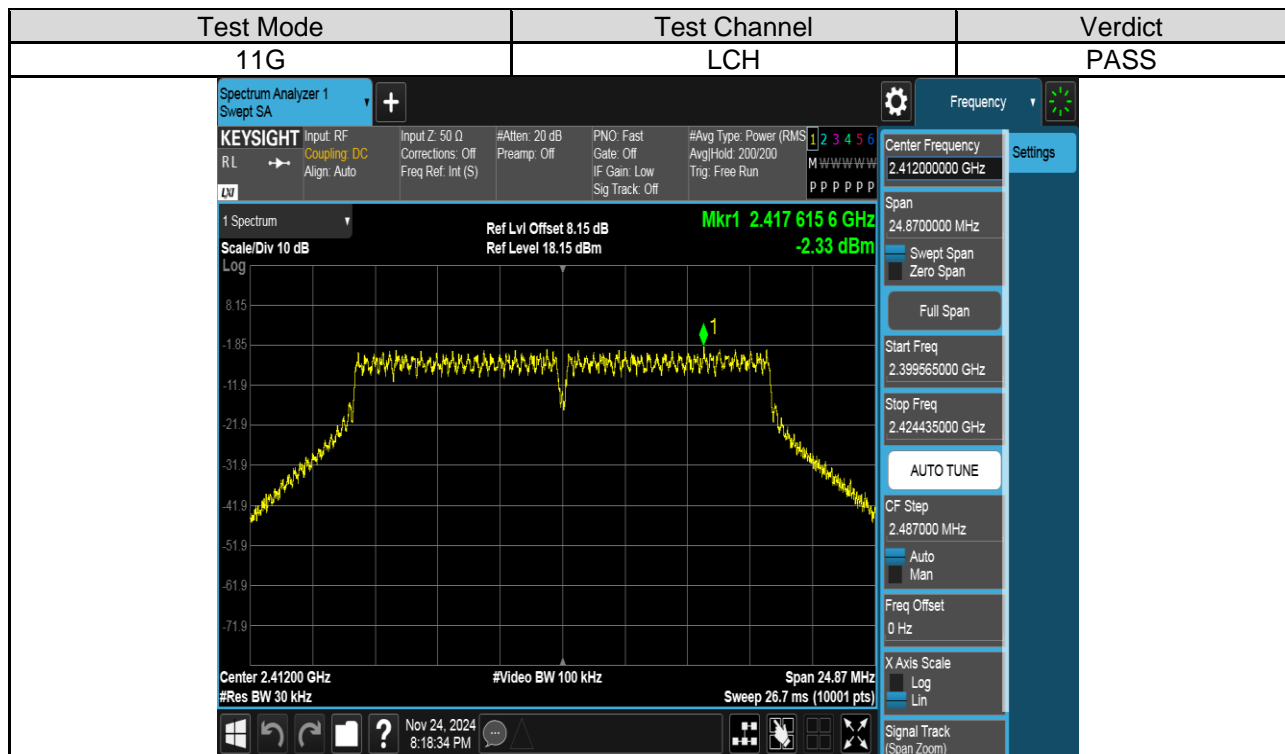 Test Mode Test Channel Verdict
11G LCH PASS
Spectrum Analyzer 1
Swept SA
+
Frequency
KEYSIGHT
R L
LXI
Input: RF
Coupling: DC
Align: Auto
Input Z: 50 Ω
Corrections: Off
Freq Ref: Int (S)
#Atten: 20 dB
Preamp: Off
PNO: Fast
Gate: Off
IF Gain: Low
Sig Track: Off
#Avg Type: Power (RMS
Avg|Hold: 200/200
Trig: Free Run
1 2 3 4 5 6
M W W W W W
P P P P P P
1 Spectrum
Scale/Div 10 dB
Log
Ref Lvl Offset 8.15 dB
Ref Level 18.15 dBm
Mkr1 2.417 615 6 GHz
-2.33 dBm
8.15
-1.85
-11.9
-21.9
-31.9
-41.9
-51.9
-61.9
-71.9
1
Center 2.41200 GHz
#Res BW 30 kHz
#Video BW 100 kHz
Span 24.87 MHz
Sweep 26.7 ms (10001 pts)
?
Nov 24, 2024
8:18:34 PM
Center Frequency
2.412000000 GHz
Settings
Span
24.8700000 MHz
Swept Span
Zero Span
Full Span
Start Freq
2.399565000 GHz
Stop Freq
2.424435000 GHz
AUTO TUNE
CF Step
2.487000 MHz
Auto
Man
Freq Offset
0 Hz
X Axis Scale
Log
Lin
Signal Track
(Span Zoom)